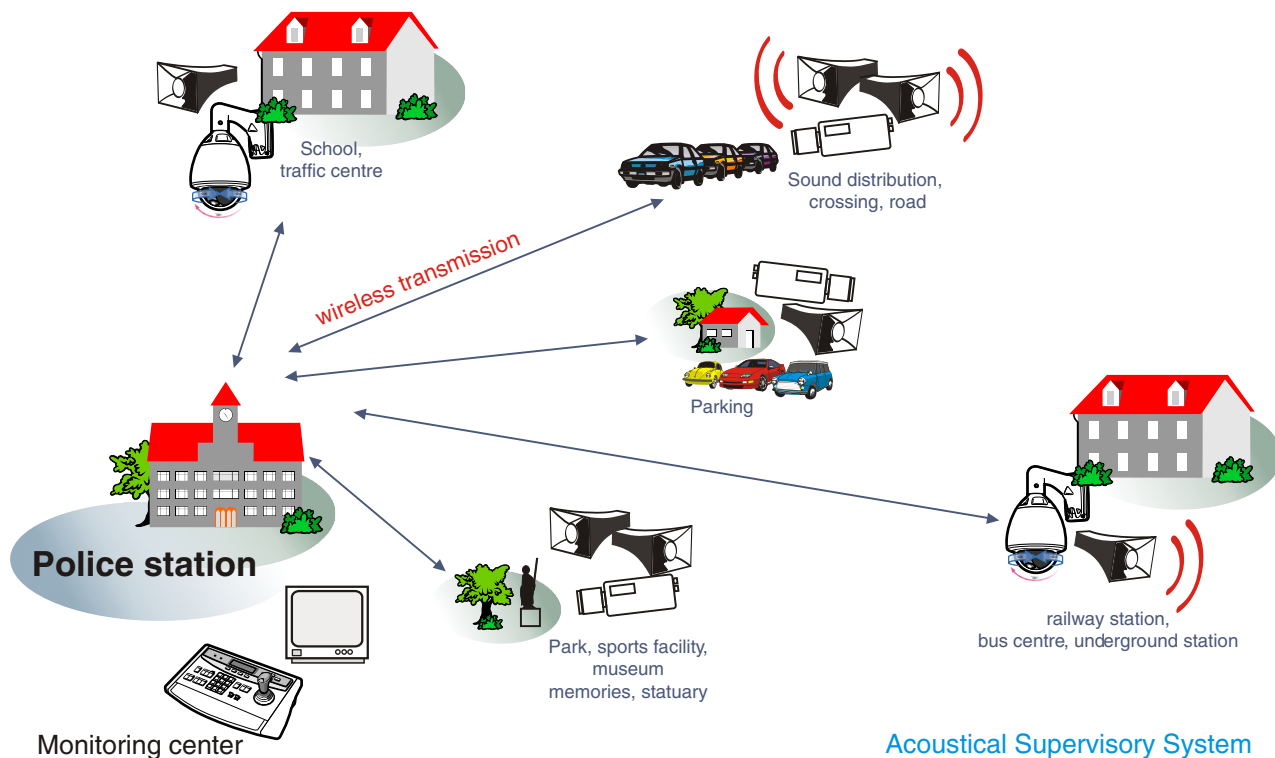 School,
traffic centre
Sound distribution,
crossing, road
wireless transmission
Parking
Police station
railway station,
bus centre, underground station
Park, sports facility,
museum
memories, statuary
Monitoring center
Acoustical Supervisory System